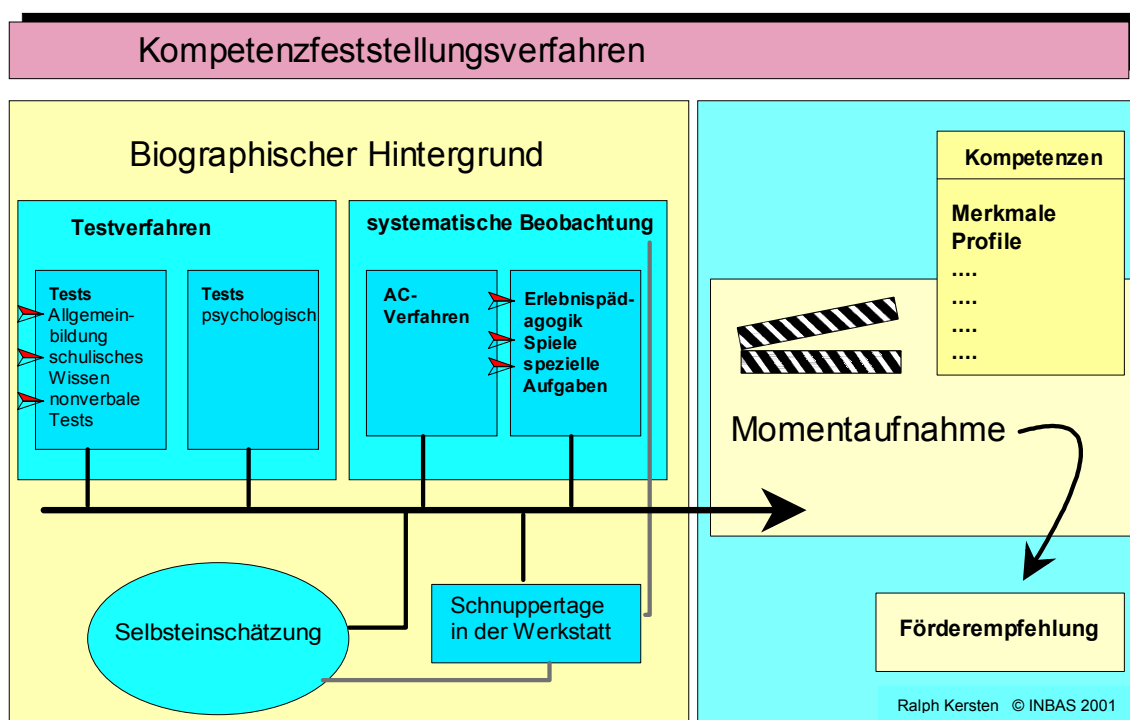 Kompetenzfeststellungsverfahren
Biographischer Hintergrund
Testverfahren
Tests
Allgemein-
bildung
schulisches
Wissen
nonverbale
Tests
Tests
psychologisch
systematische Beobachtung
AC-
Verfahren
Erlebnispäd-
agogik
Spiele
spezielle
Aufgaben
Selbsteinschätzung
Schnuppertage
in der Werkstatt
Kompetenzen
Merkmale
Profile
....
....
....
....
Momentaufnahme
Förderempfehlung
Ralph Kersten © INBAS 2001